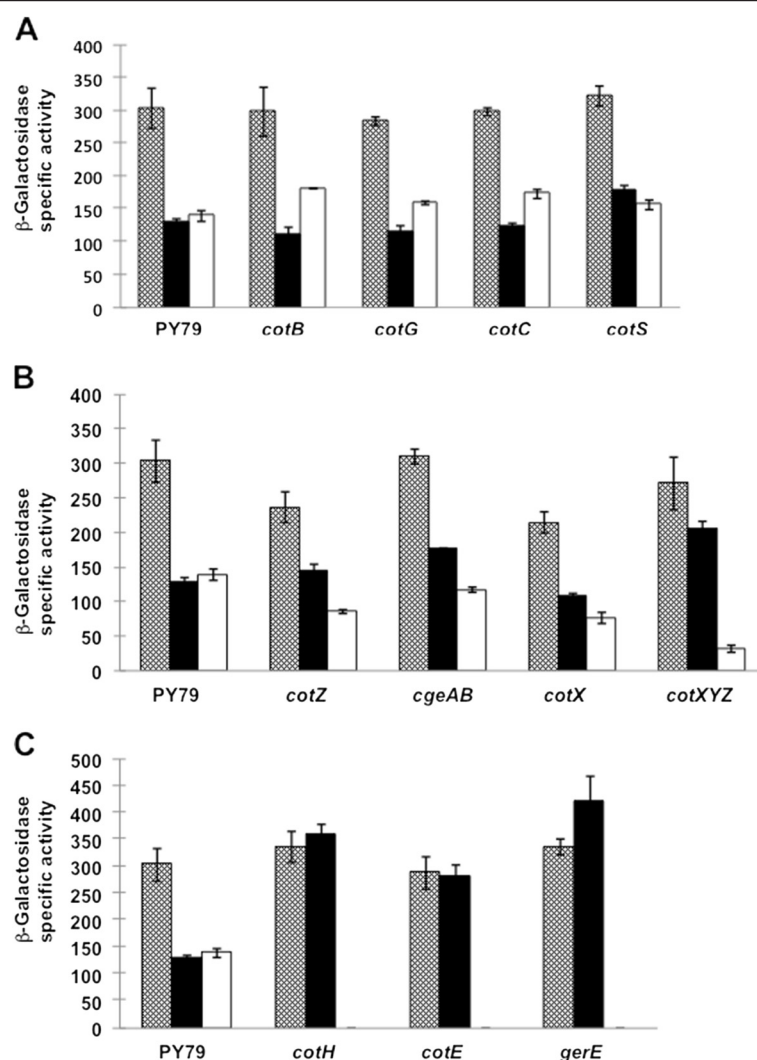 A
β-Galactosidase
specific activity
400
350
300
250
200
150
100
50
0
PY79 cotB cotG cotC cotS
B
β-Galactosidase
specific activity
400
350
300
250
200
150
100
50
0
PY79 cotZ cgeAB cotX cotXYZ
C
β-Galactosidase
specific activity
500
450
400
350
300
250
200
150
100
50
0
PY79 cotH cotE gerE